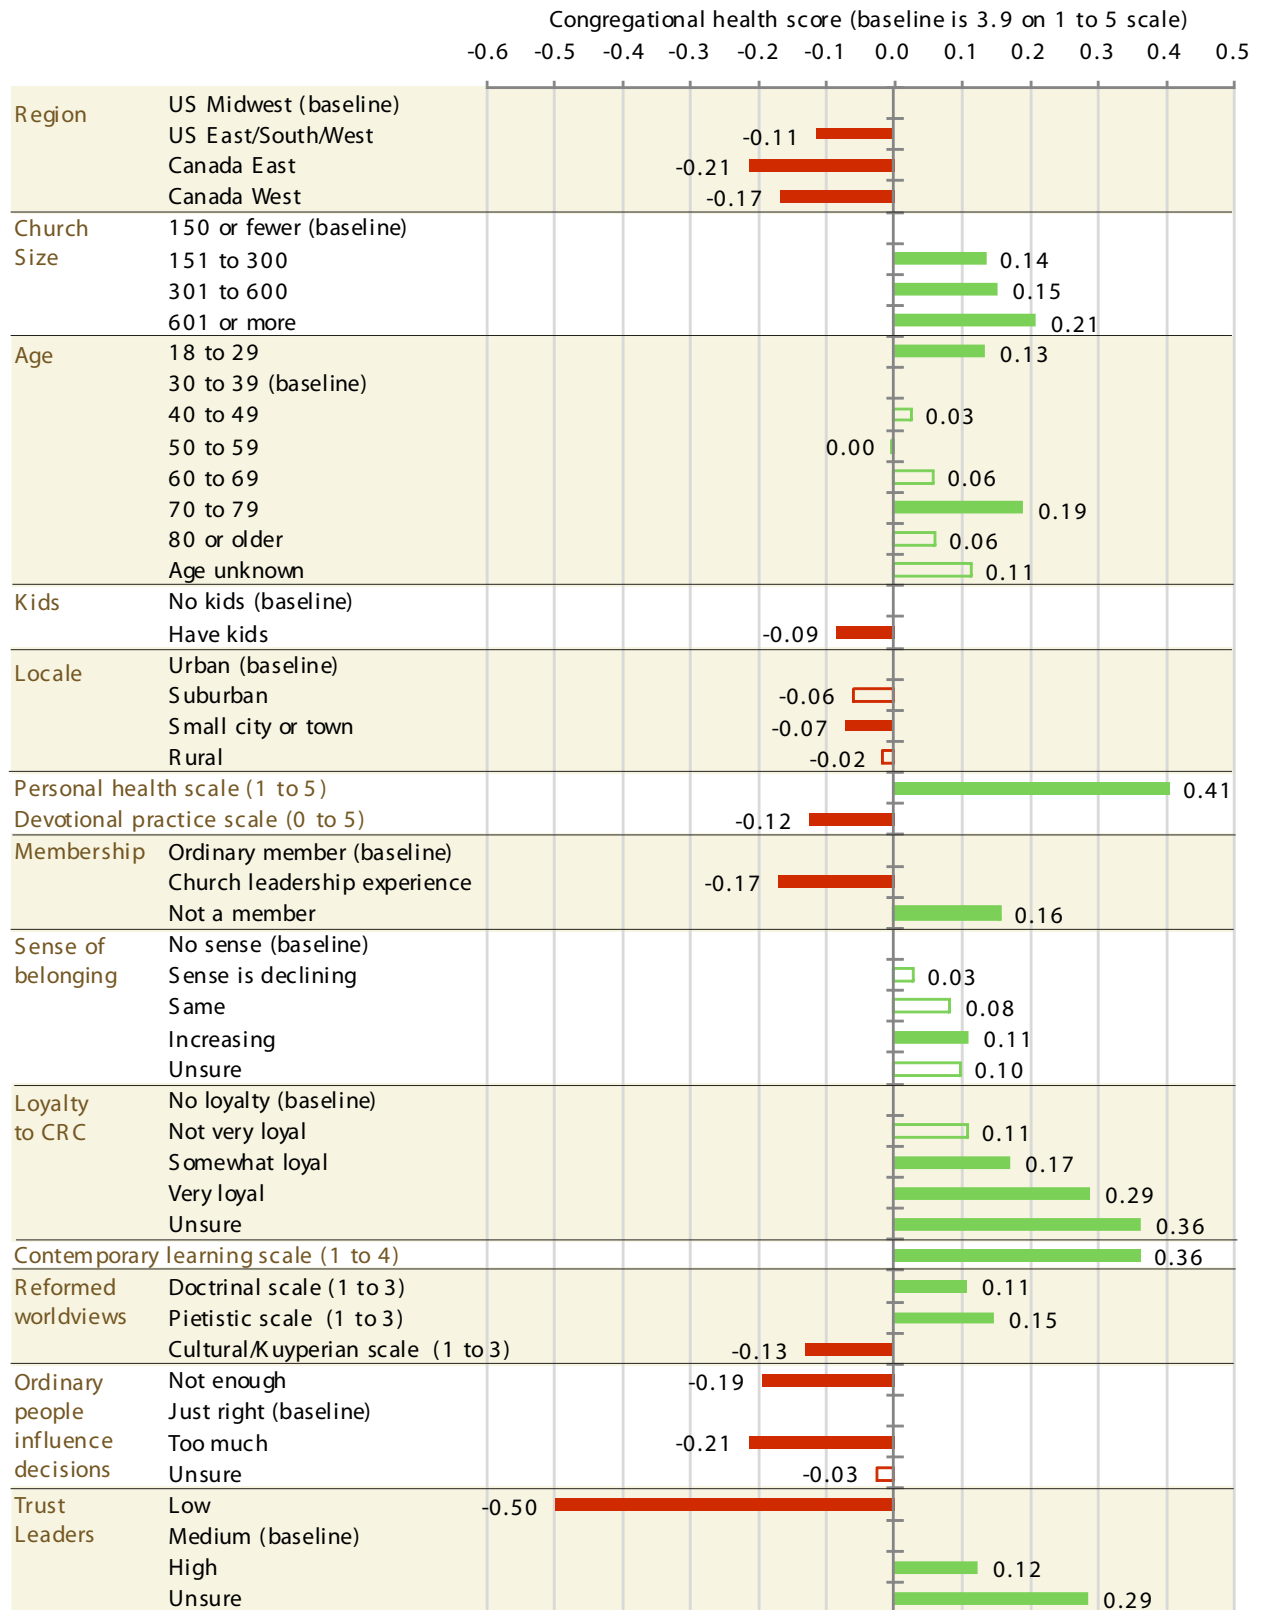 Congregational health score (baseline is 3.9 on 1 to 5 scale)
-0.6 -0.5 -0.4 -0.3 -0.2 -0.1 0.0 0.1 0.2 0.3 0.4 0.5
Region US Midwest (baseline)
US East/South/West -0.11
Canada East -0.21
Canada West -0.17
Church Size 150 or fewer (baseline)
151 to 300 0.14
301 to 600 0.15
601 or more 0.21
Age 18 to 29 0.13
30 to 39 (baseline)
40 to 49 0.03
50 to 59 0.00
60 to 69 0.06
70 to 79 0.19
80 or older 0.06
Age unknown 0.11
Kids No kids (baseline)
Have kids -0.09
Locale Urban (baseline)
Suburban -0.06
Small city or town -0.07
Rural -0.02
Personal health scale (1 to 5) 0.41
Devotional practice scale (0 to 5) -0.12
Membership Ordinary member (baseline)
Church leadership experience -0.17
Not a member 0.16
Sense of belonging No sense (baseline)
Sense is declining 0.03
Same 0.08
Increasing 0.11
Unsure 0.10
Loyalty to CRC No loyalty (baseline)
Not very loyal 0.11
Somewhat loyal 0.17
Very loyal 0.29
Unsure 0.36
Contemporary learning scale (1 to 4) 0.36
Reformed worldviews Doctrinal scale (1 to 3) 0.11
Pietistic scale (1 to 3) 0.15
Cultural/Kuyperian scale (1 to 3) -0.13
Ordinary people influence decisions Not enough -0.19
Just right (baseline)
Too much -0.21
Unsure -0.03
Trust Leaders Low -0.50
Medium (baseline)
High 0.12
Unsure 0.29